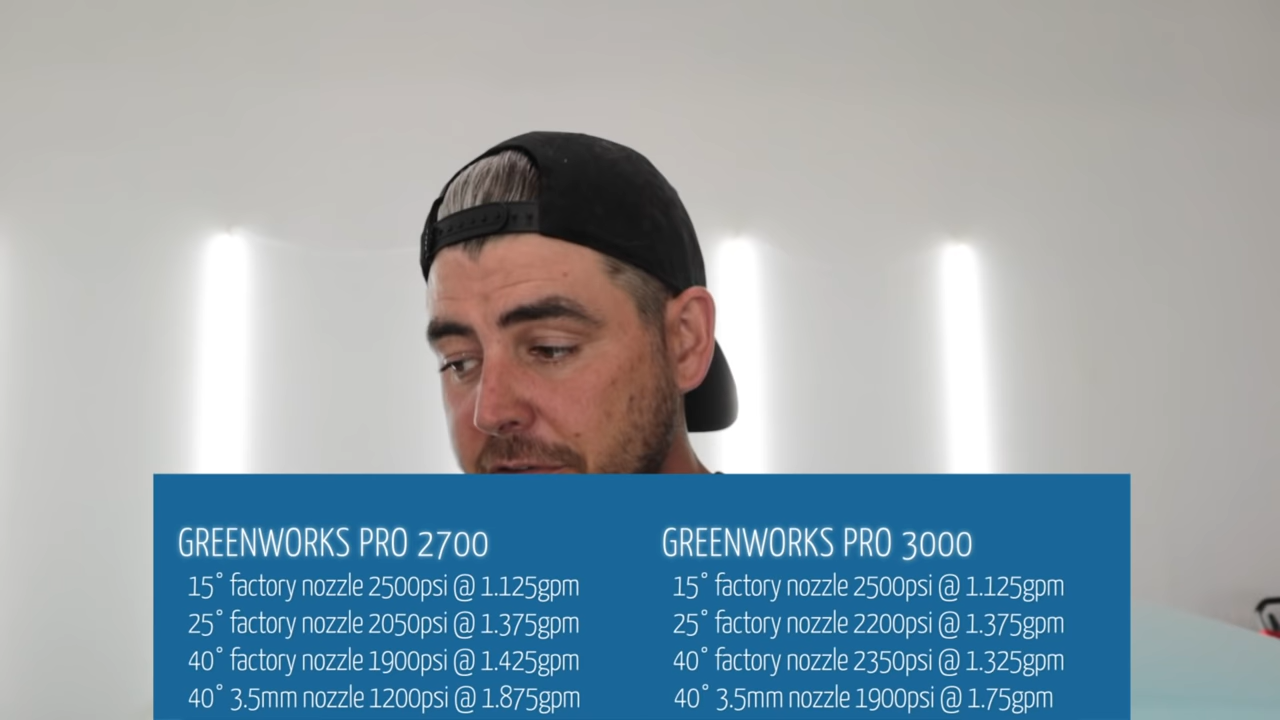 GREENWORKS PRO 2700
15° factory nozzle 2500psi @ 1.125gpm
25° factory nozzle 2050psi @ 1.375gpm
40° factory nozzle 1900psi @ 1.425gpm
40° 3.5mm nozzle 1200psi @ 1.875gpm
GREENWORKS PRO 3000
15° factory nozzle 2500psi @ 1.125gpm
25° factory nozzle 2200psi @ 1.375gpm
40° factory nozzle 2350psi @ 1.325gpm
40° 3.5mm nozzle 1900psi @ 1.75gpm